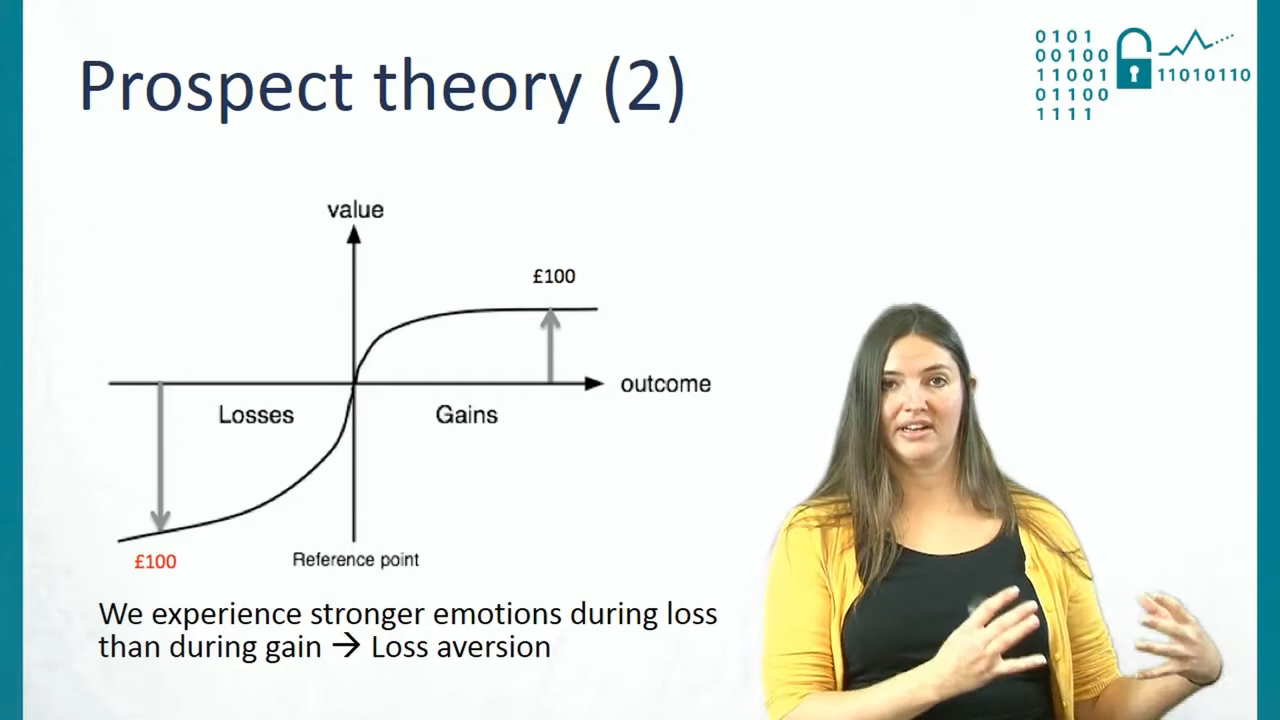 Prospect theory (2)
0101
00100
11001
01100
1111
11010110
value
£100
outcome
Losses
Gains
£100
Reference point
We experience stronger emotions during loss
than during gain → Loss aversion